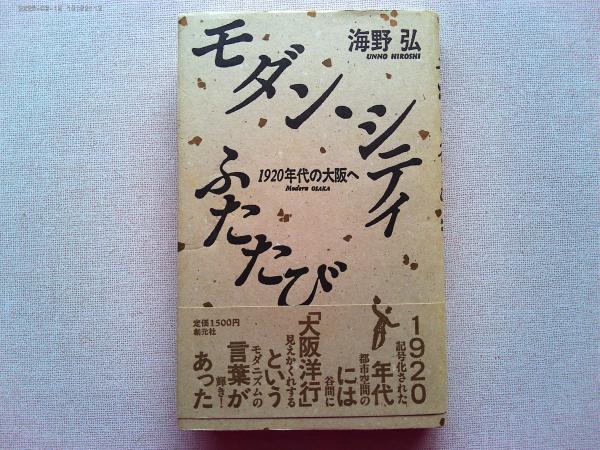 海野 弘
UNNO HIROSHI
モダン・シティ
ふたたび
1920年代の大阪へ
Modern OSAKA
定価1500円
創元社
1920
年代
には
「大阪洋行」
という
言葉が
あった
記号化された
都市空間の
谷間に
見えかくれする
モダニズムの
輝き!